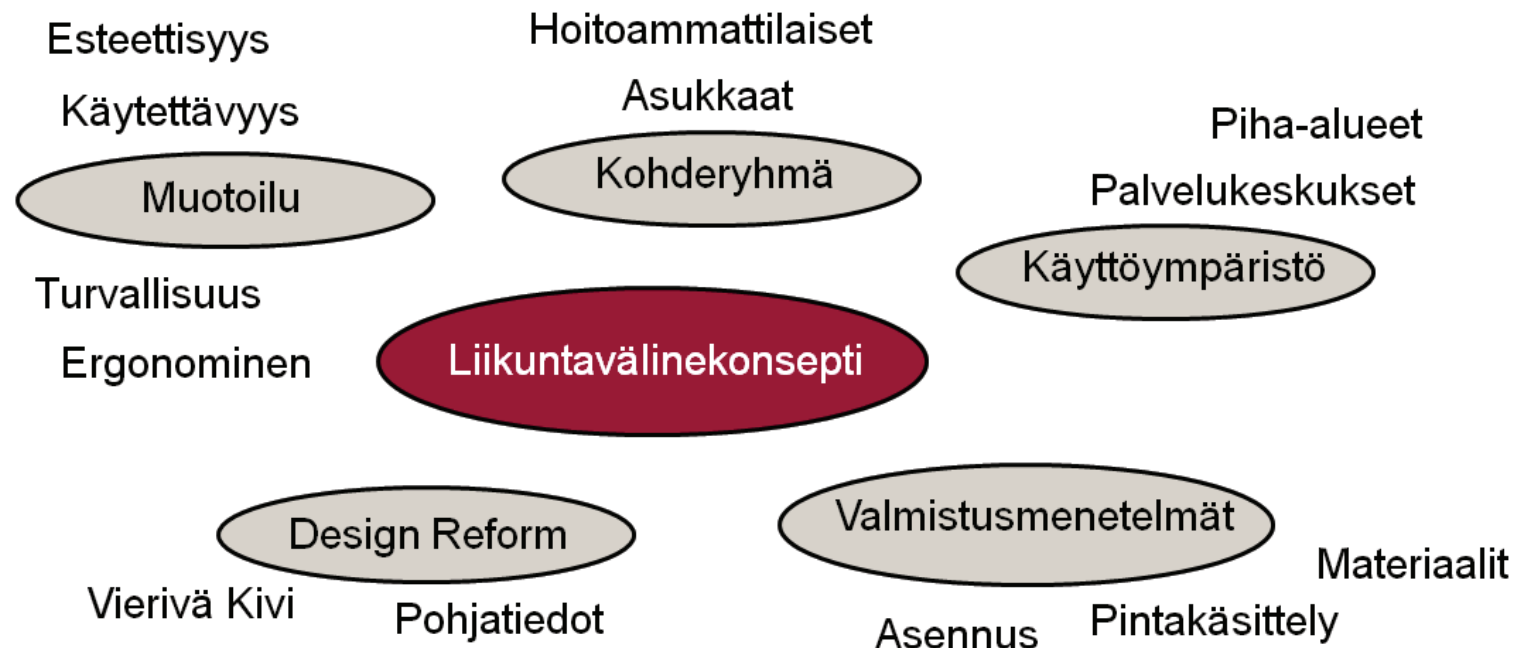 Esteettisyys
Käytettävyys
Muotoilu
Turvallisuus
Ergonominen
Hoitoammattilaiset
Asukkaat
Kohderyhmä
Piha-alueet
Palvelukeskukset
Käyttöympäristö
Liikuntavälinekonsepti
Design Reform
Vierivä Kivi
Pohjatiedot
Valmistusmenetelmät
Materiaalit
Pintakäsittely
Asennus